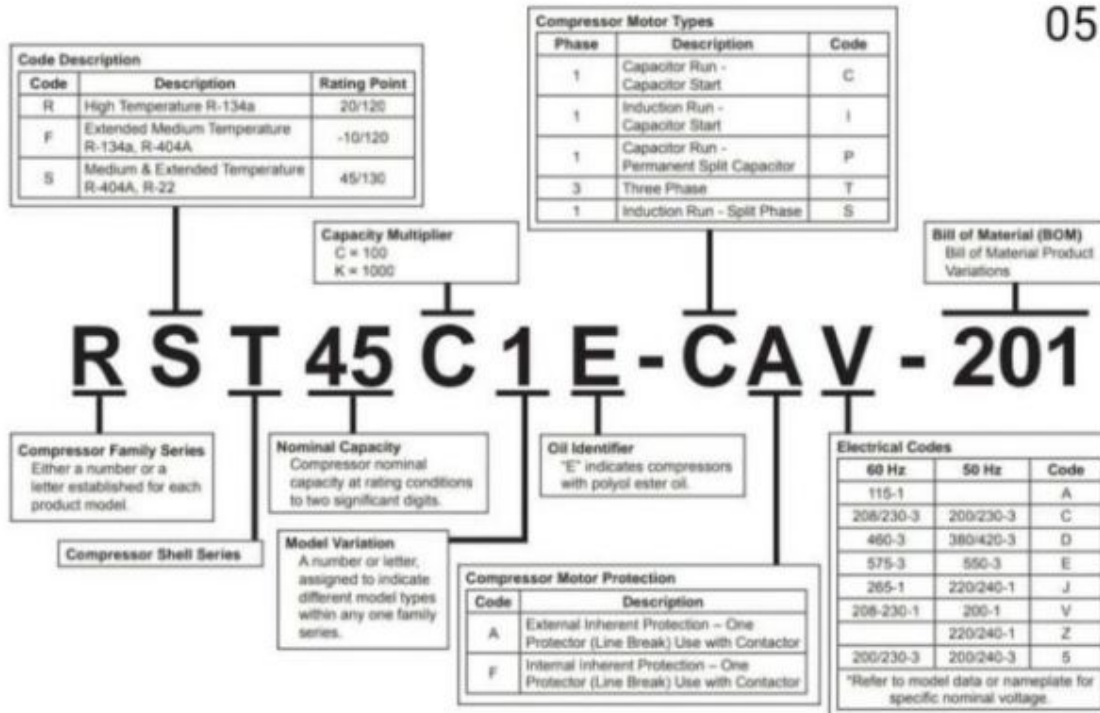 05
Code Description
Code Description Rating Point
R High Temperature R-134a 20/120
F Extended Medium Temperature R-134a, R-404A -10/120
S Medium & Extended Temperature R-404A, R-22 45/130
Compressor Motor Types
Phase Description Code
1 Capacitor Run - Capacitor Start C
1 Induction Run - Capacitor Start I
1 Capacitor Run - Permanent Split Capacitor P
3 Three Phase T
1 Induction Run - Split Phase S
Capacity Multiplier
C = 100
K = 1000
Bill of Material (BOM)
Bill of Material Product
Variations
R S T 45 C 1 E - C A V - 201
Compressor Family Series
Either a number or a
letter established for each
product model.
Compressor Shell Series
Nominal Capacity
Compressor nominal
capacity at rating conditions
to two significant digits.
Model Variation
A number or letter,
assigned to indicate
different model types
within any one family
series.
Oil Identifier
"E" indicates compressors
with polyol ester oil.
Compressor Motor Protection
Code Description
A External Inherent Protection – One Protector (Line Break) Use with Contactor
F Internal Inherent Protection – One Protector (Line Break) Use with Contactor
Electrical Codes
60 Hz 50 Hz Code
115-1 A
208/230-3 200/230-3 C
460-3 380/420-3 D
575-3 550-3 E
265-1 220/240-1 J
208-230-1 200-1 V
220/240-1 Z
200/230-3 200/240-3 5
*Refer to model data or nameplate for
specific nominal voltage.